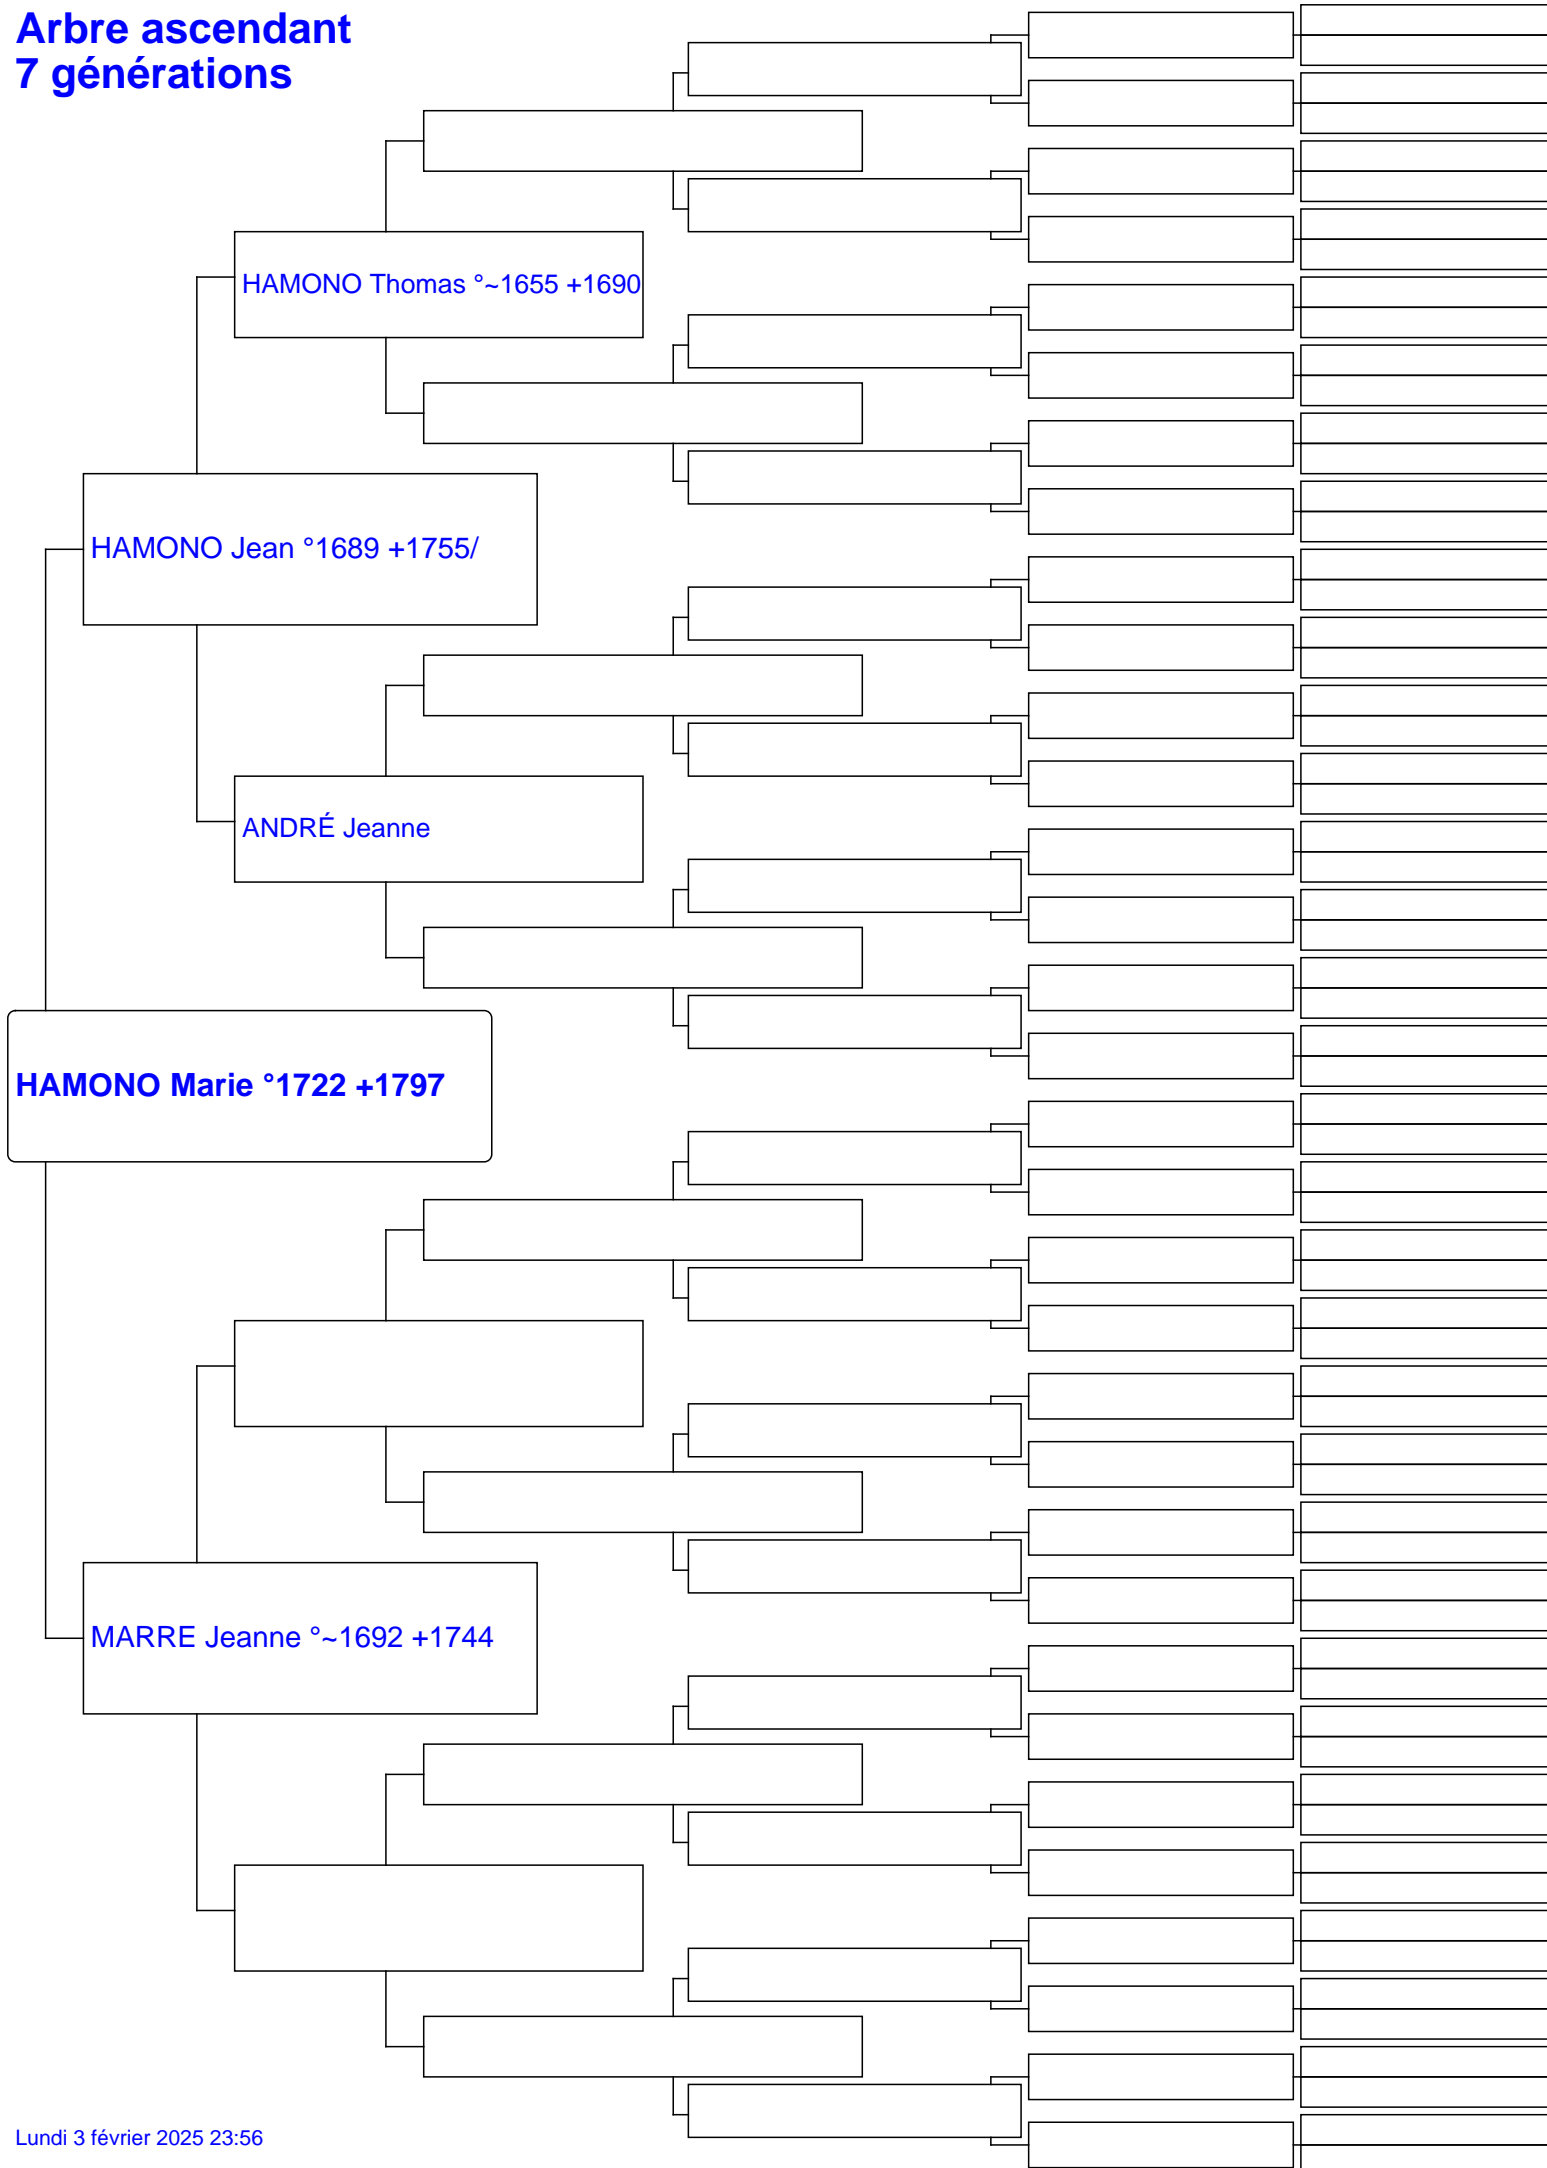 Arbre ascendant
7 générations
HAMONO Thomas °~1655 +1690
HAMONO Jean °1689 +1755/
ANDRÉ Jeanne
HAMONO Marie °1722 +1797
MARRE Jeanne °~1692 +1744
Lundi 3 février 2025 23:56